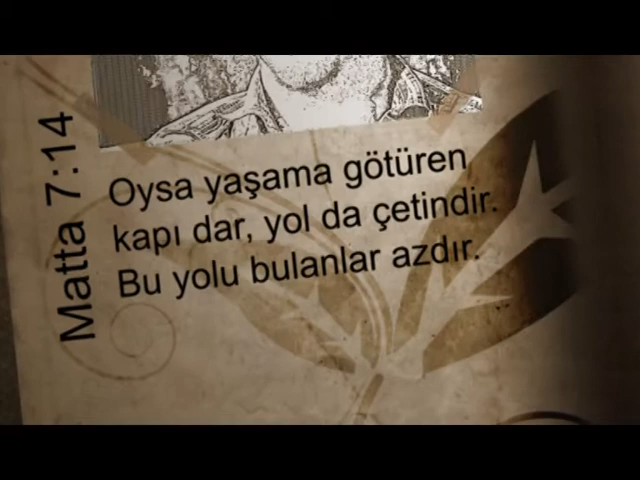 Matta 7:14
Oysa yaşama götüren
kapı dar, yol da çetindir.
Bu yolu bulanlar azdır.